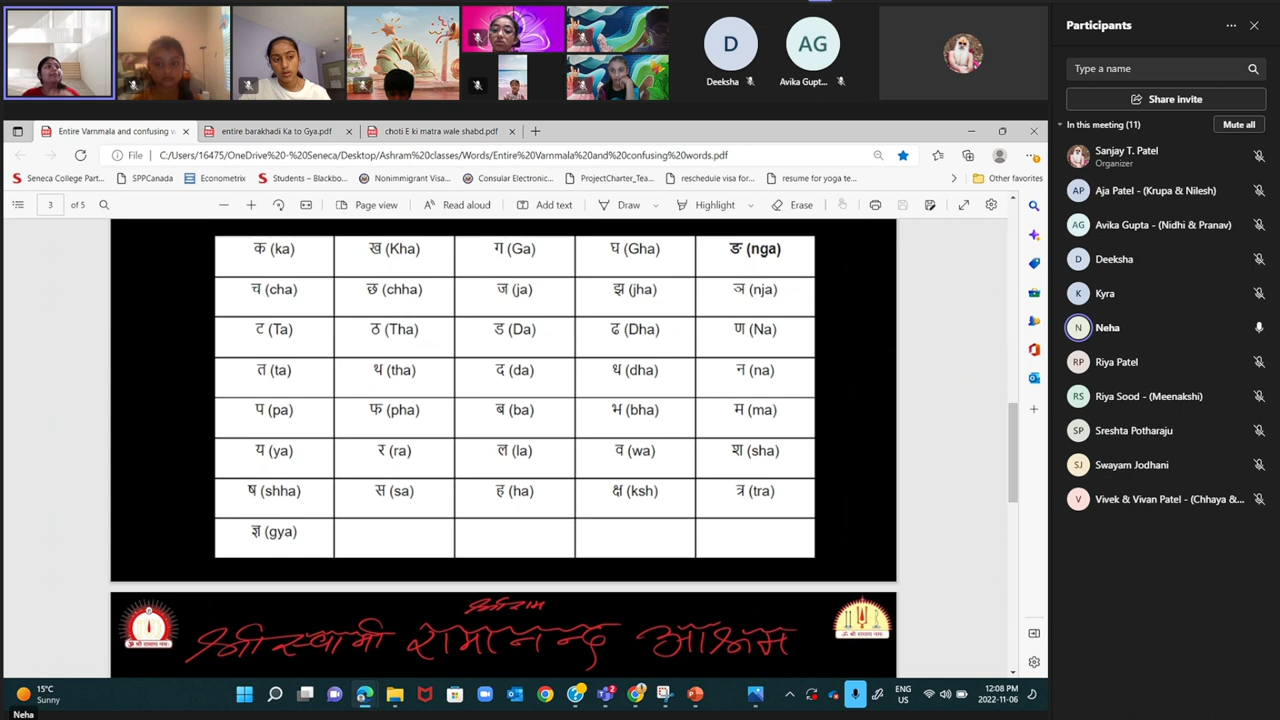 Participants
Type a name
Share invite
In this meeting (11)
Mute all
Sanjay T. Patel
Organizer
Aja Patel - (Krupa & Nilesh)
Avika Gupta - (Nidhi & Pranav)
Deeksha
Kyra
Neha
Riya Patel
Riya Sood - (Meenakshi)
Sreshta Potharaju
Swayam Jodhani
Vivek & Vivan Patel - (Chhaya &...
D
AG
Deeksha
Avika Gupt...
Entire Varnmala and confusing w
entire barakhadi Ka to Gya.pdf
choti E ki matra wale shabd.pdf
File
C:/Users/16475/OneDrive%20-%20Seneca/Desktop/Ashram%20classes/Words/Entire%20Varnmala%20and%20confusing%20words.pdf
Seneca College Part...
SPPCanada
Econometrix
Students – Blackbo...
Nonimmigrant Visa...
Consular Electronic...
ProjectCharter_Tea...
reschedule visa for...
resume for yoga te...
Other favorites
3 of 5
Page view
Read aloud
Add text
Draw
Highlight
Erase
क (ka) ख (Kha) ग (Ga) घ (Gha) ङ (nga)
च (cha) छ (chha) ज (ja) झ (jha) ञ (nja)
ट (Ta) ठ (Tha) ड (Da) ढ (Dha) ण (Na)
त (ta) थ (tha) द (da) ध (dha) न (na)
प (pa) फ (pha) ब (ba) भ (bha) म (ma)
य (ya) र (ra) ल (la) व (wa) श (sha)
ष (shha) स (sa) ह (ha) क्ष (ksh) त्र (tra)
ज्ञ (gya)
श्री राम
श्री स्वामी रामानन्द आश्रम
15°C
Sunny
ENG
US
12:08 PM
2022-11-06
Neha